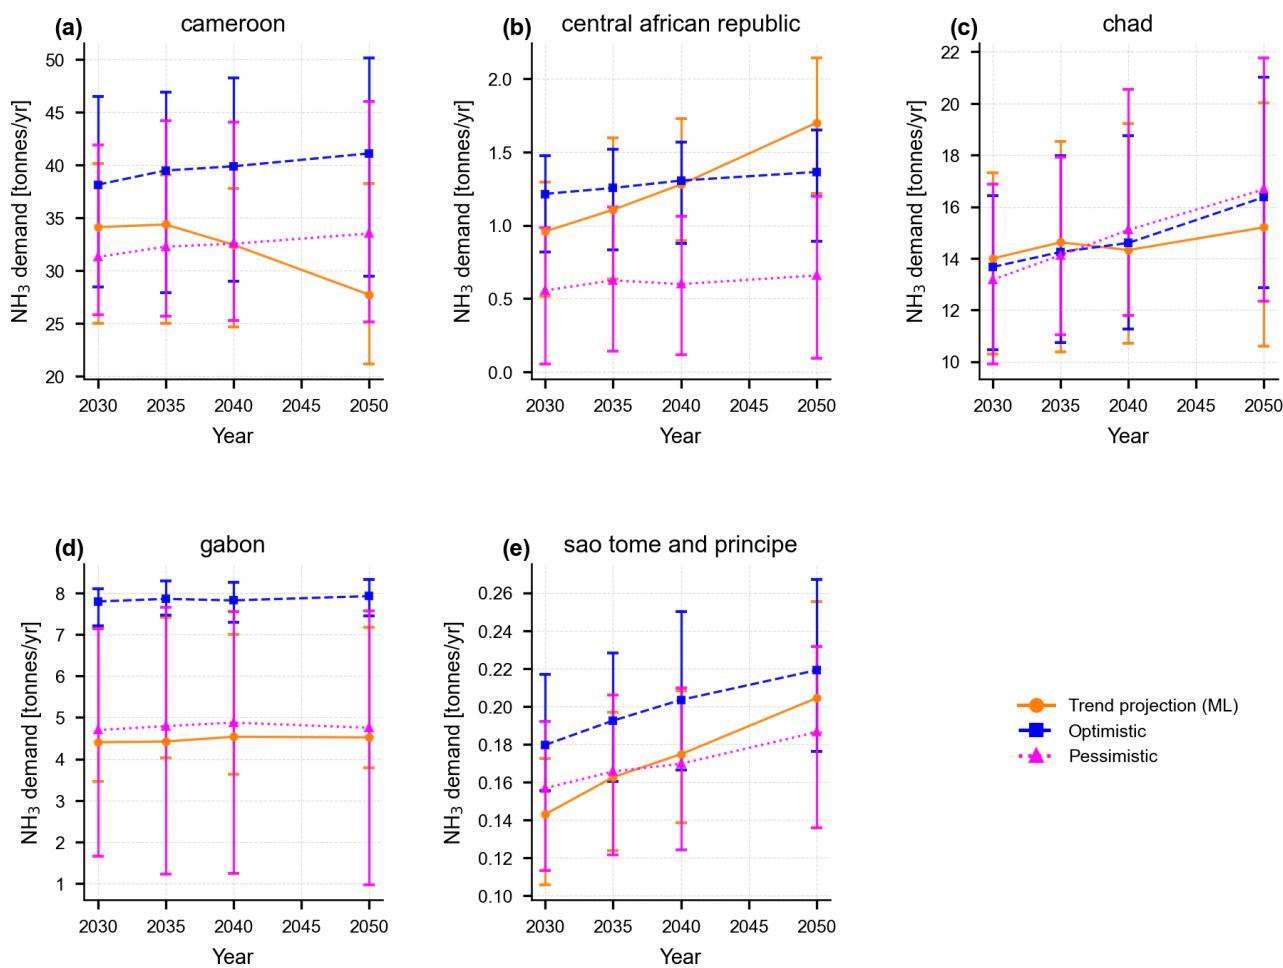 (a) cameroon
50
45
40
35
30
25
20
NH₃ demand [tonnes/yr]
2030 2035 2040 2045 2050
Year
(b) central african republic
2.0
1.5
1.0
0.5
0.0
NH₃ demand [tonnes/yr]
2030 2035 2040 2045 2050
Year
(c) chad
22
20
18
16
14
12
10
NH₃ demand [tonnes/yr]
2030 2035 2040 2045 2050
Year
(d) gabon
8
7
6
5
4
3
2
1
NH₃ demand [tonnes/yr]
2030 2035 2040 2045 2050
Year
(e) sao tome and principe
0.26
0.24
0.22
0.20
0.18
0.16
0.14
0.12
0.10
NH₃ demand [tonnes/yr]
2030 2035 2040 2045 2050
Year
Trend projection (ML)
Optimistic
Pessimistic